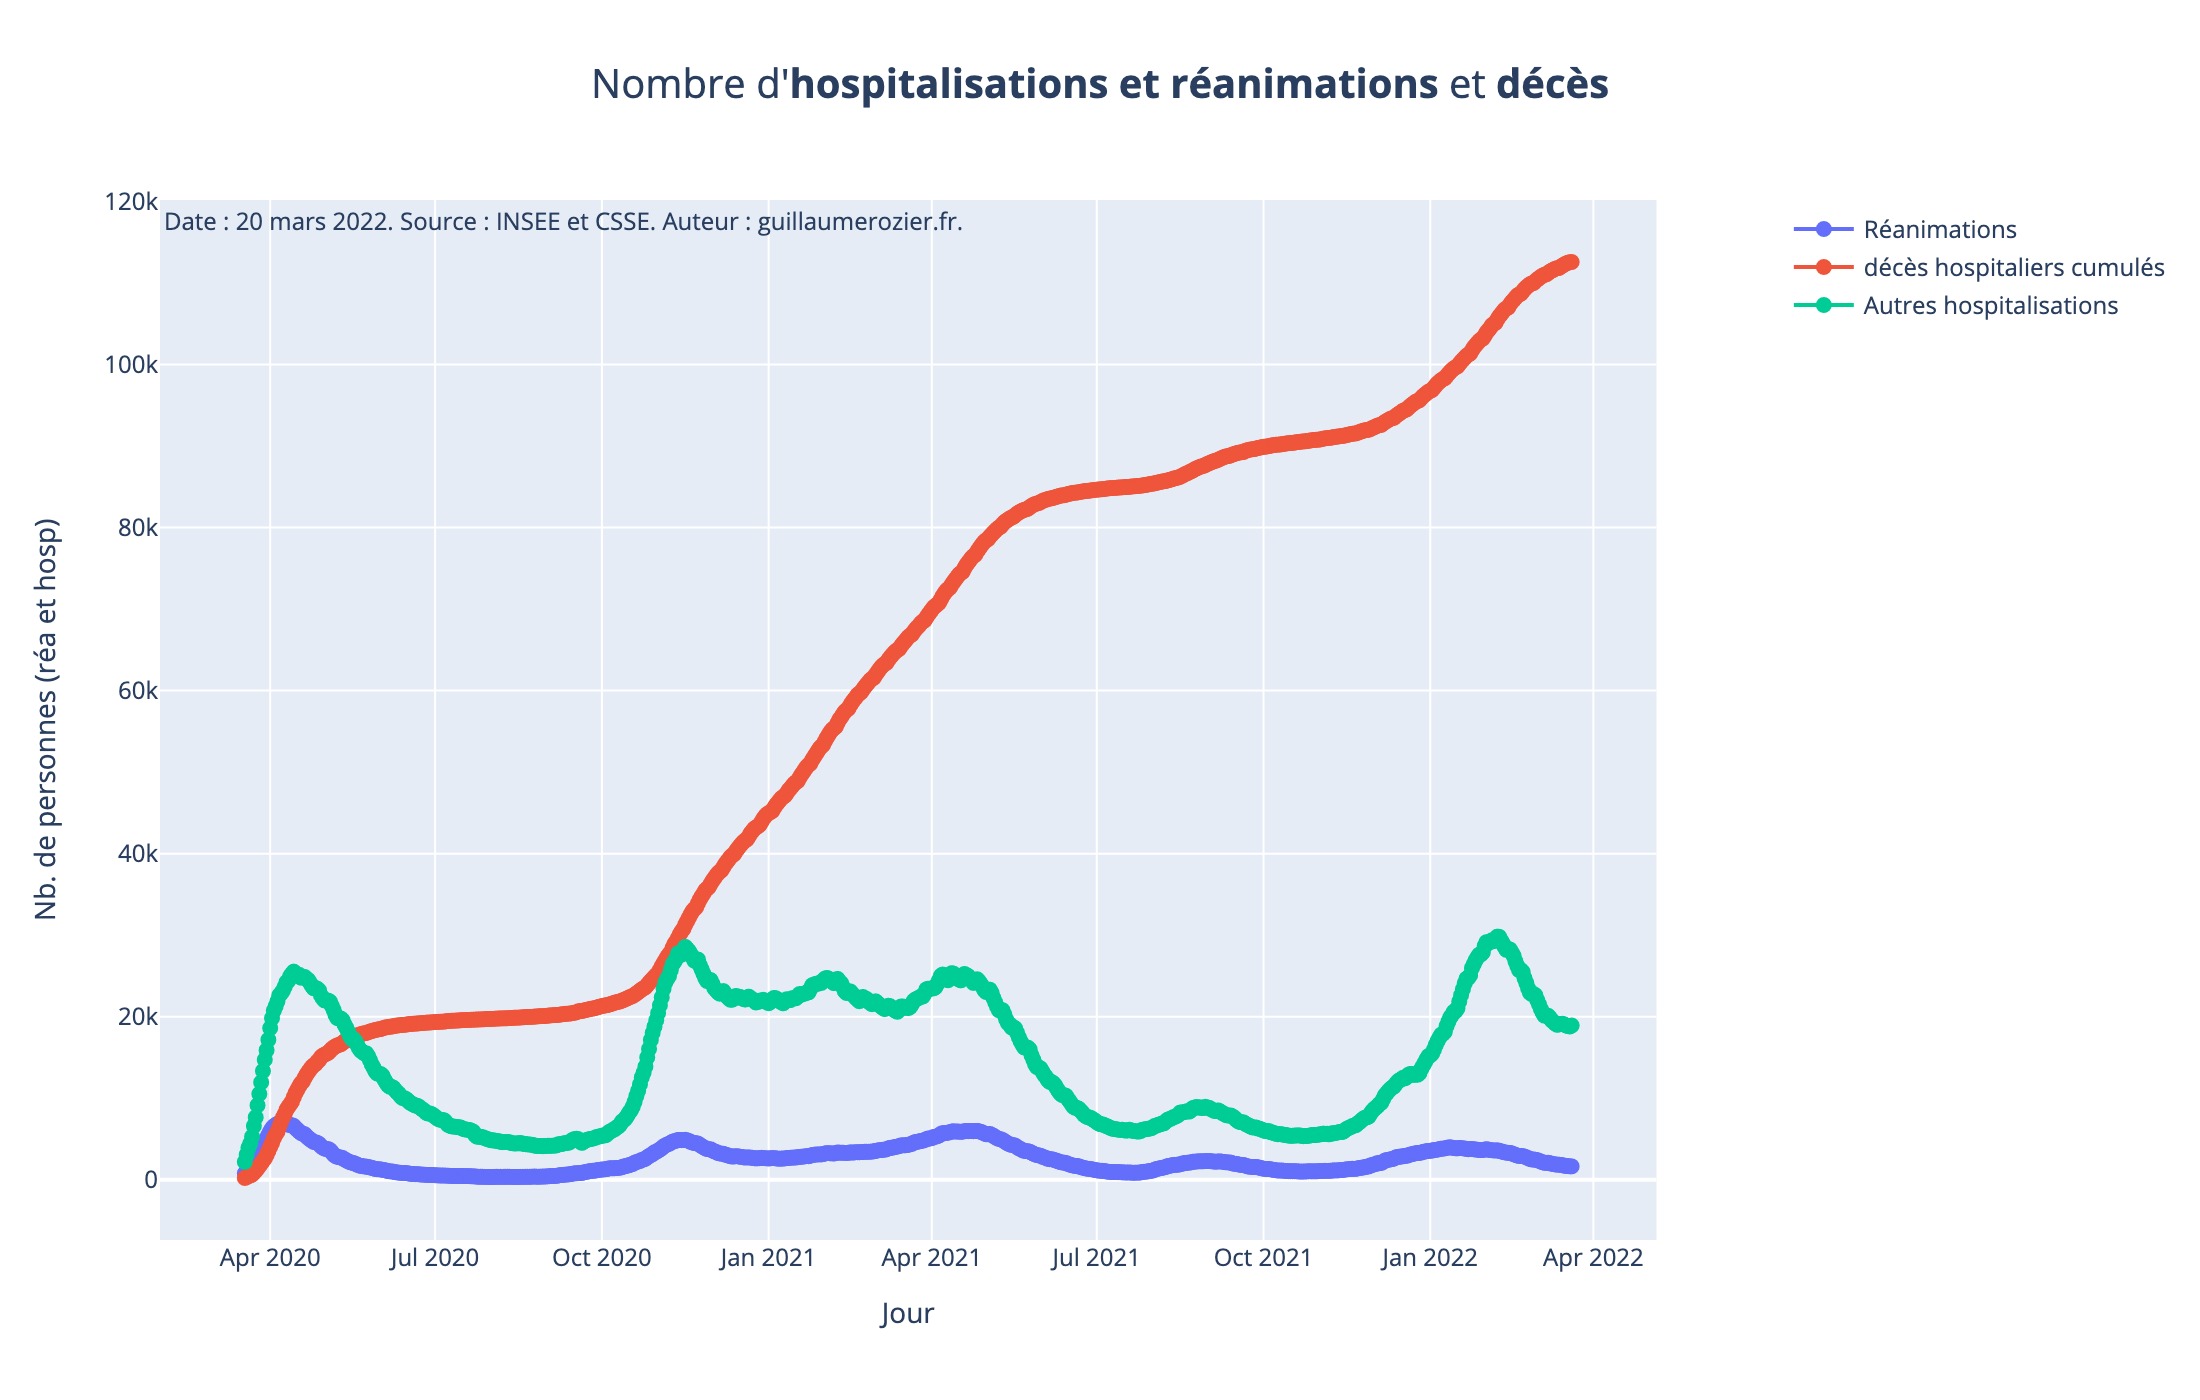 Nombre d'hospitalisations et réanimations et décès
Date : 20 mars 2022. Source : INSEE et CSSE. Auteur : guillaumerozier.fr.
Réanimations
décès hospitaliers cumulés
Autres hospitalisations
Nb. de personnes (réa et hosp)
120k
100k
80k
60k
40k
20k
0
Apr 2020 Jul 2020 Oct 2020 Jan 2021 Apr 2021 Jul 2021 Oct 2021 Jan 2022 Apr 2022
Jour